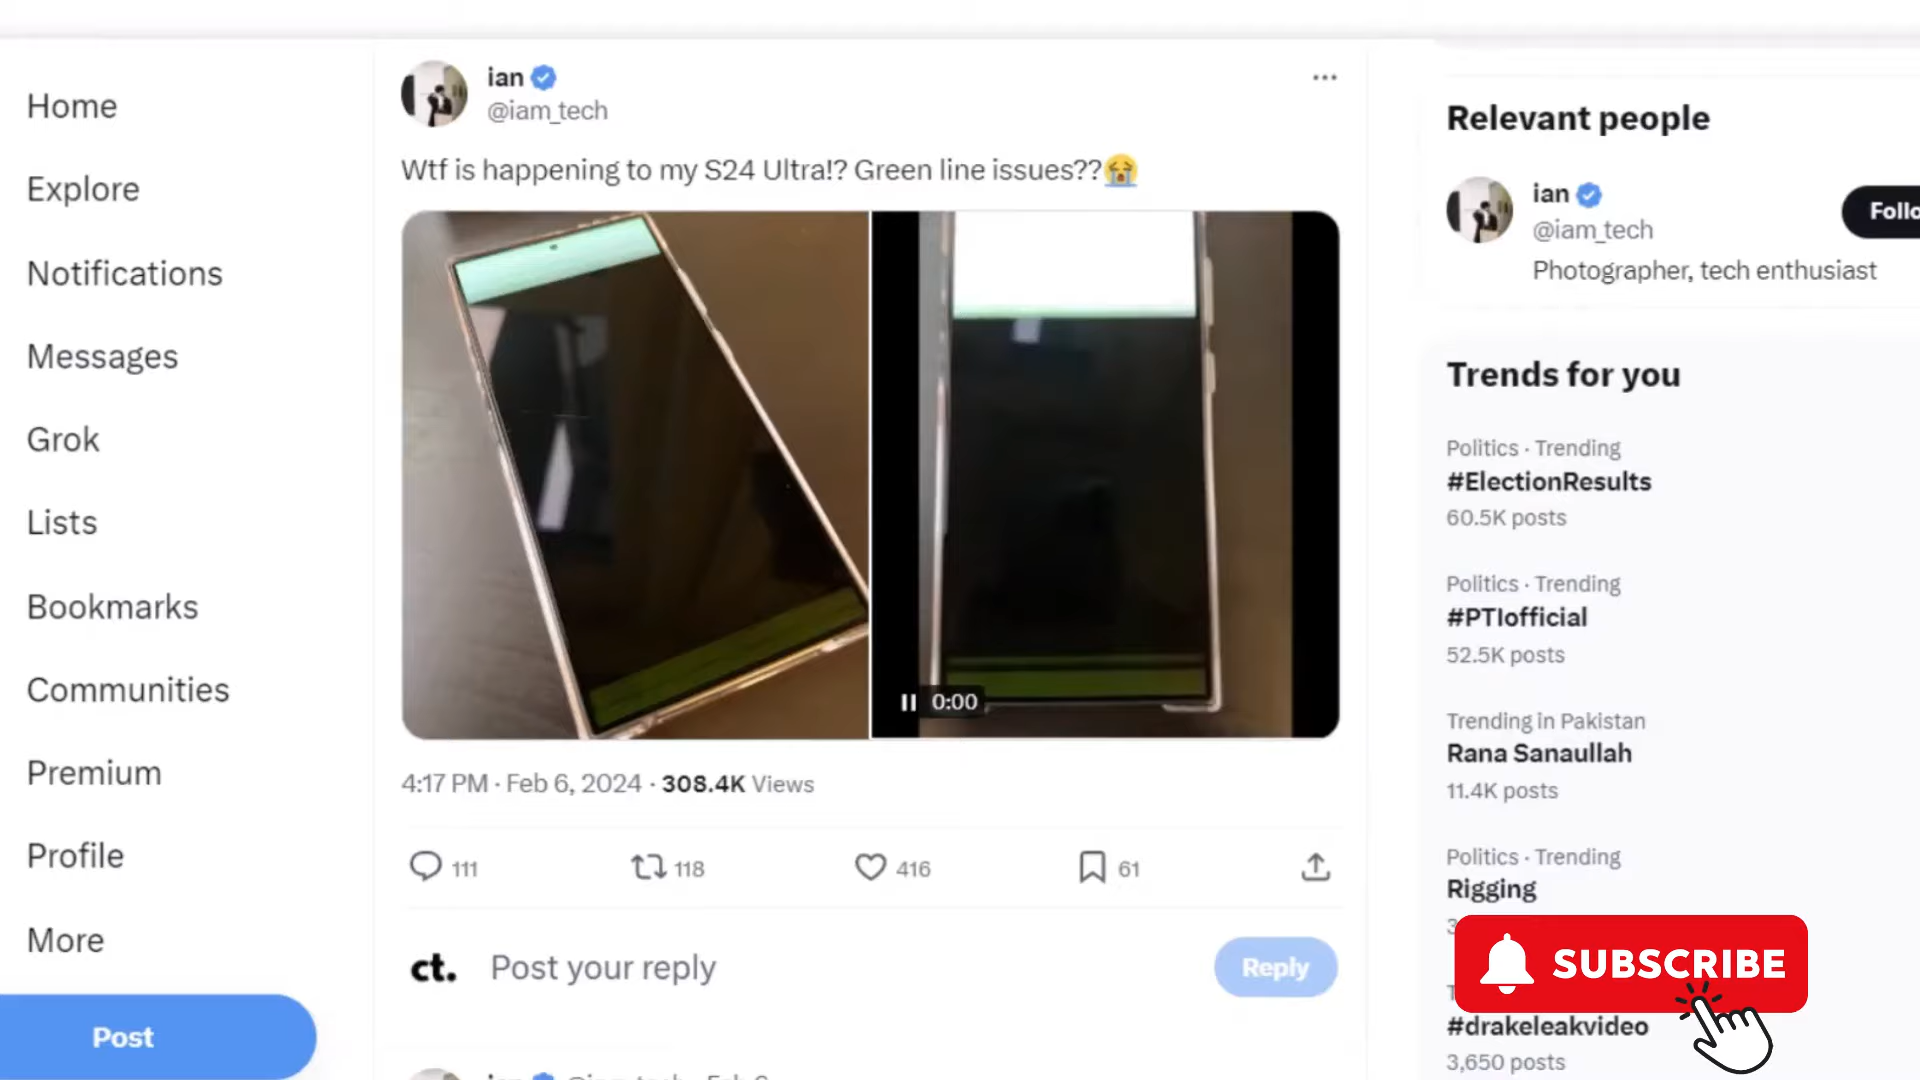 Home
Explore
Notifications
Messages
Grok
Lists
Bookmarks
Communities
Premium
Profile
More
Post
ian
@iam_tech
Wtf is happening to my S24 Ultra!? Green line issues??😭
0:00
4:17 PM · Feb 6, 2024 · 308.4K Views
111
118
416
61
ct.
Post your reply
Reply
Relevant people
ian
@iam_tech
Follo
Photographer, tech enthusiast
Trends for you
Politics · Trending
#ElectionResults
60.5K posts
Politics · Trending
#PTIofficial
52.5K posts
Trending in Pakistan
Rana Sanaullah
11.4K posts
Politics · Trending
Rigging
SUBSCRIBE
#drakeleakvideo
3,650 posts